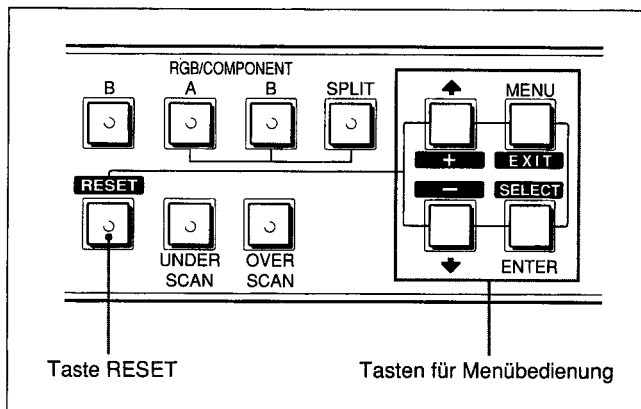 RGB/COMPONENT
B A B SPLIT MENU
+ EXIT
RESET − SELECT
UNDER SCAN OVER SCAN ENTER
Taste RESET Tasten für Menübedienung